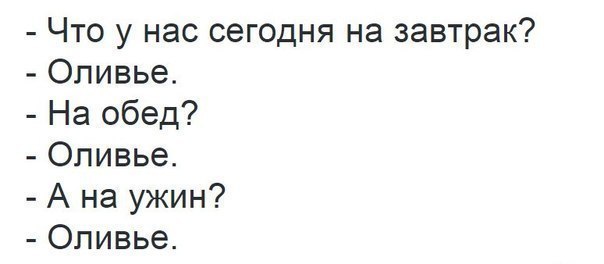 - Что у нас сегодня на завтрак?
- Оливье.
- На обед?
- Оливье.
- А на ужин?
- Оливье.